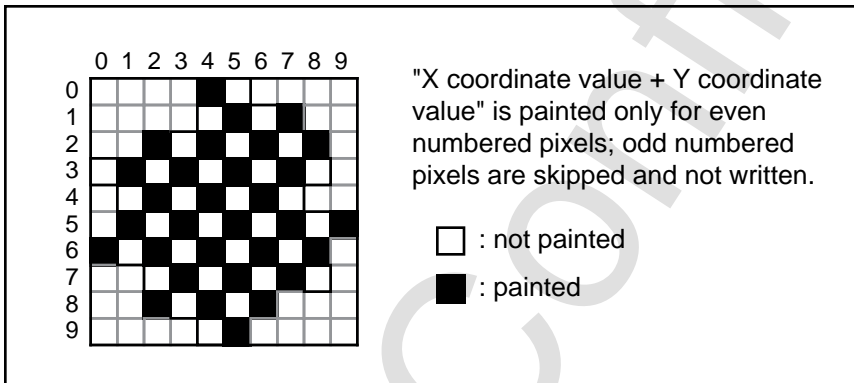 0 1 2 3 4 5 6 7 8 9
0
1
2
3
4
5
6
7
8
9
"X coordinate value + Y coordinate
value" is painted only for even
numbered pixels; odd numbered
pixels are skipped and not written.
: not painted
: painted